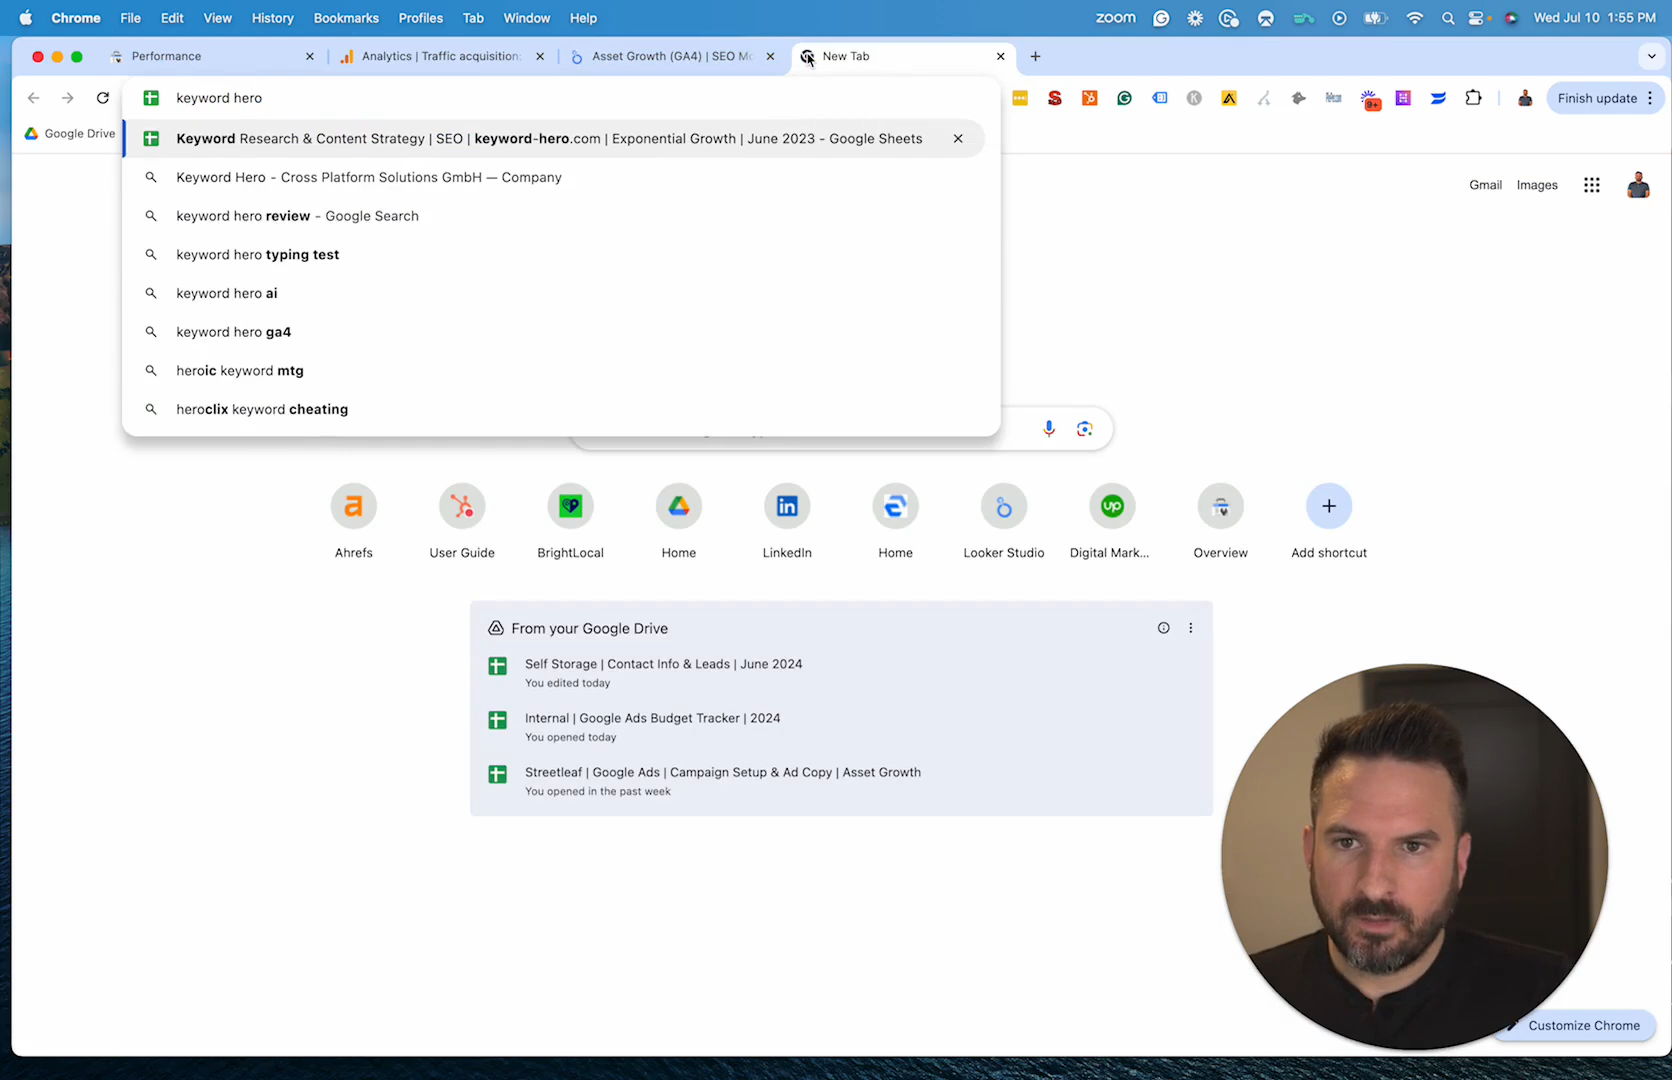 Chrome File Edit View History Bookmarks Profiles Tab Window Help zoom Wed Jul 10 1:55 PM
Performance Analytics | Traffic acquisition: Asset Growth (GA4) | SEO Mo New Tab
keyword hero 9+ Finish update
Google Drive
Keyword Research & Content Strategy | SEO | keyword-hero.com | Exponential Growth | June 2023 - Google Sheets
Keyword Hero - Cross Platform Solutions GmbH — Company
Gmail Images
keyword hero review - Google Search
keyword hero typing test
keyword hero ai
keyword hero ga4
heroic keyword mtg
heroclix keyword cheating
Ahrefs User Guide BrightLocal Home LinkedIn Home Looker Studio Digital Mark... Overview Add shortcut
From your Google Drive
Self Storage | Contact Info & Leads | June 2024
You edited today
Internal | Google Ads Budget Tracker | 2024
You opened today
Streetleaf | Google Ads | Campaign Setup & Ad Copy | Asset Growth
You opened in the past week
Customize Chrome